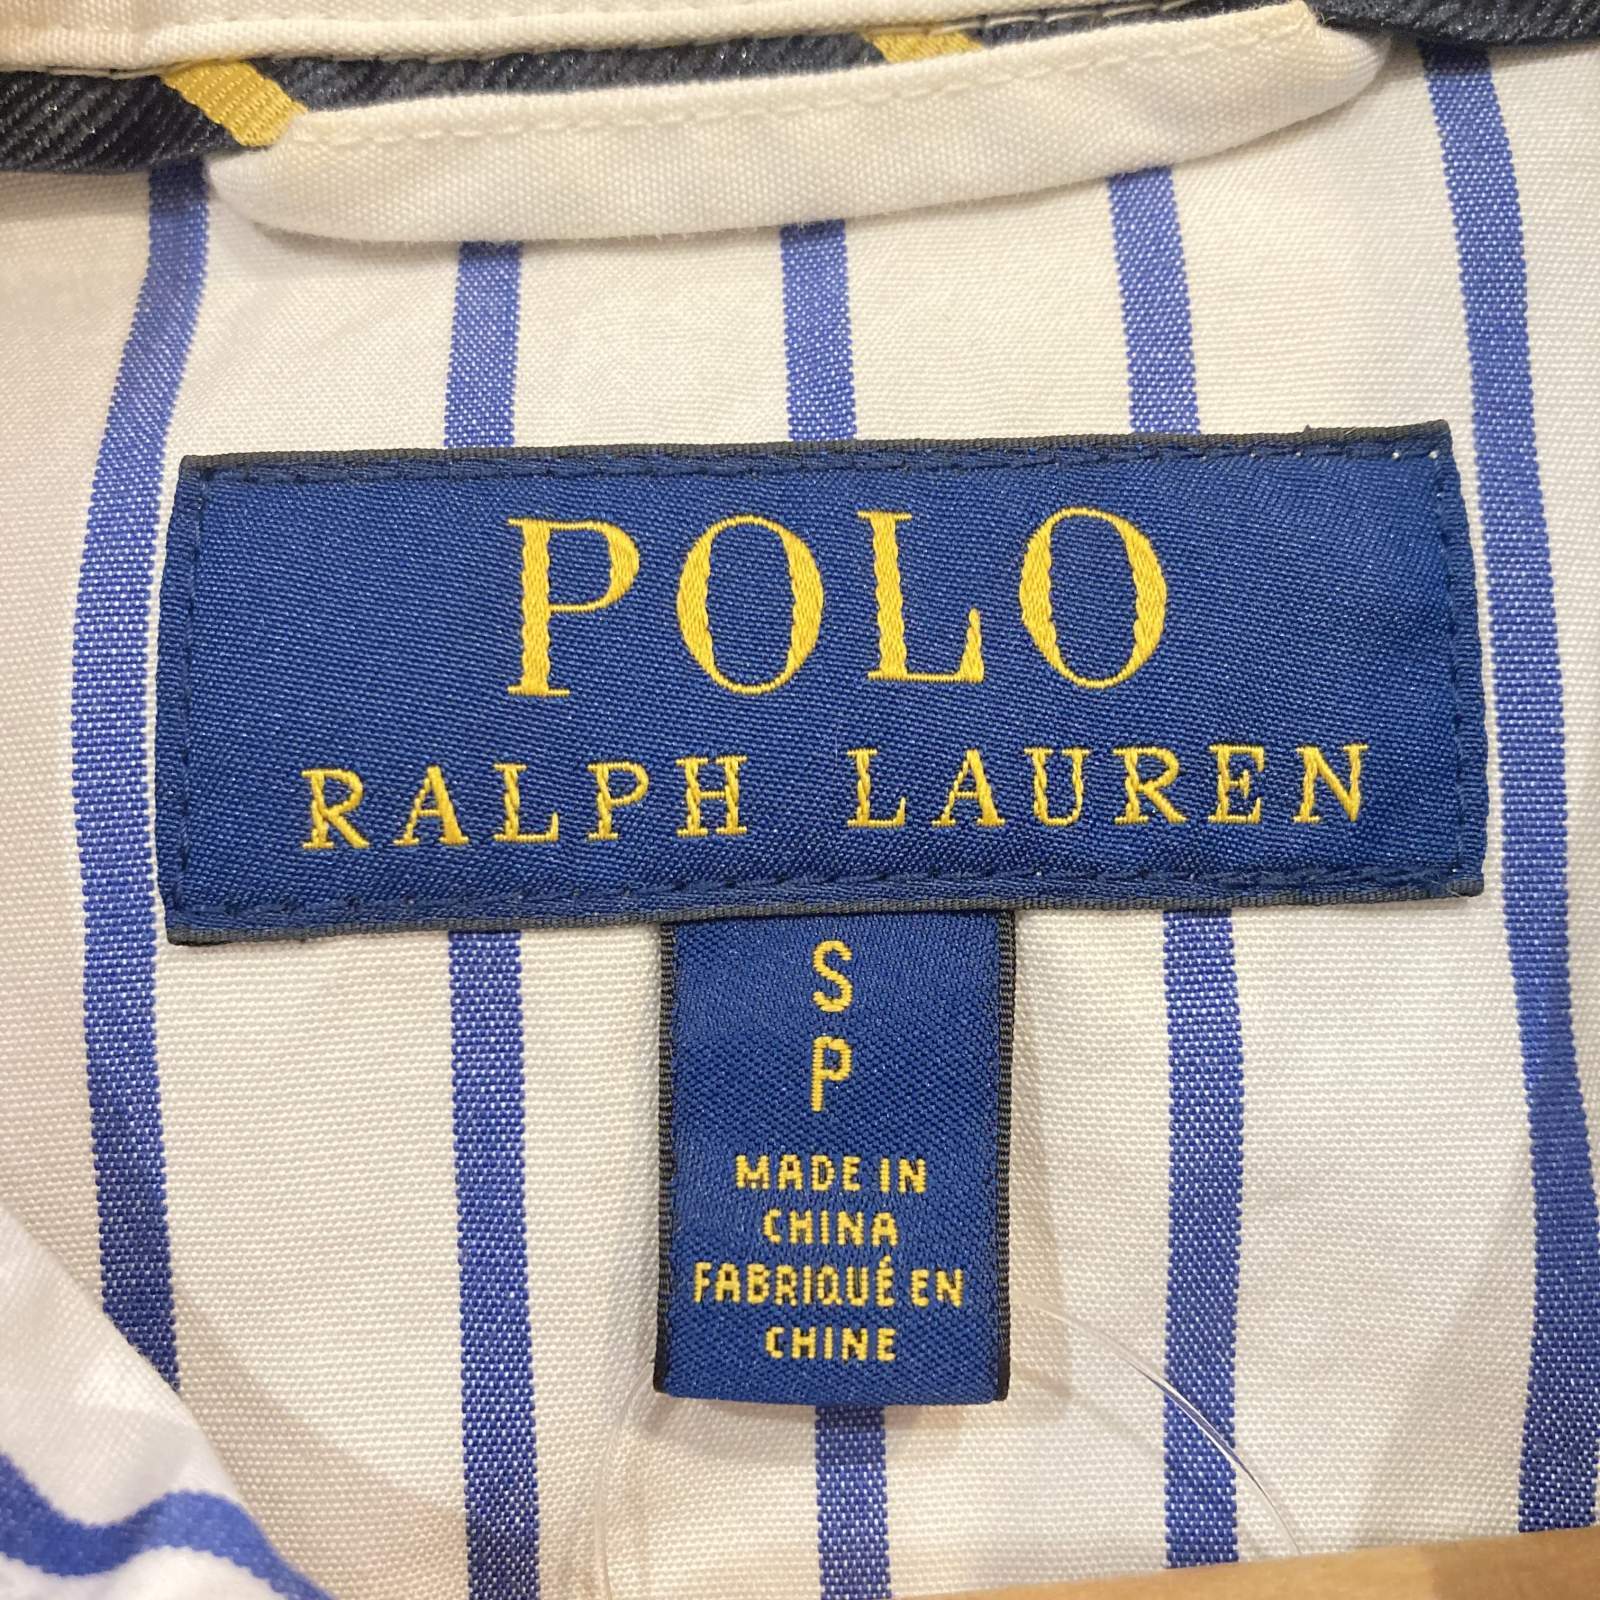 POLO
RALPH LAUREN
S
P
MADE IN
CHINA
FABRIQUÉ EN
CHINE